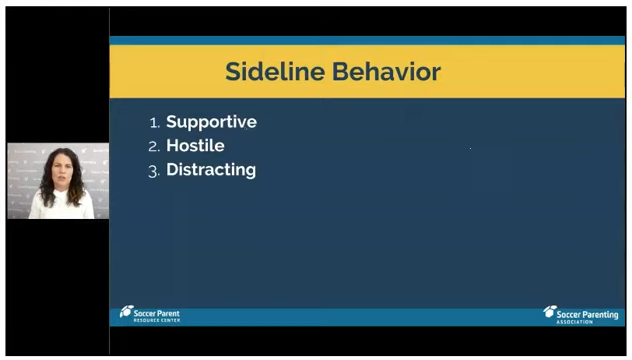 Sideline Behavior
1. Supportive
2. Hostile
3. Distracting
Soccer Parent
RESOURCE CENTER
Soccer Parenting
ASSOCIATION